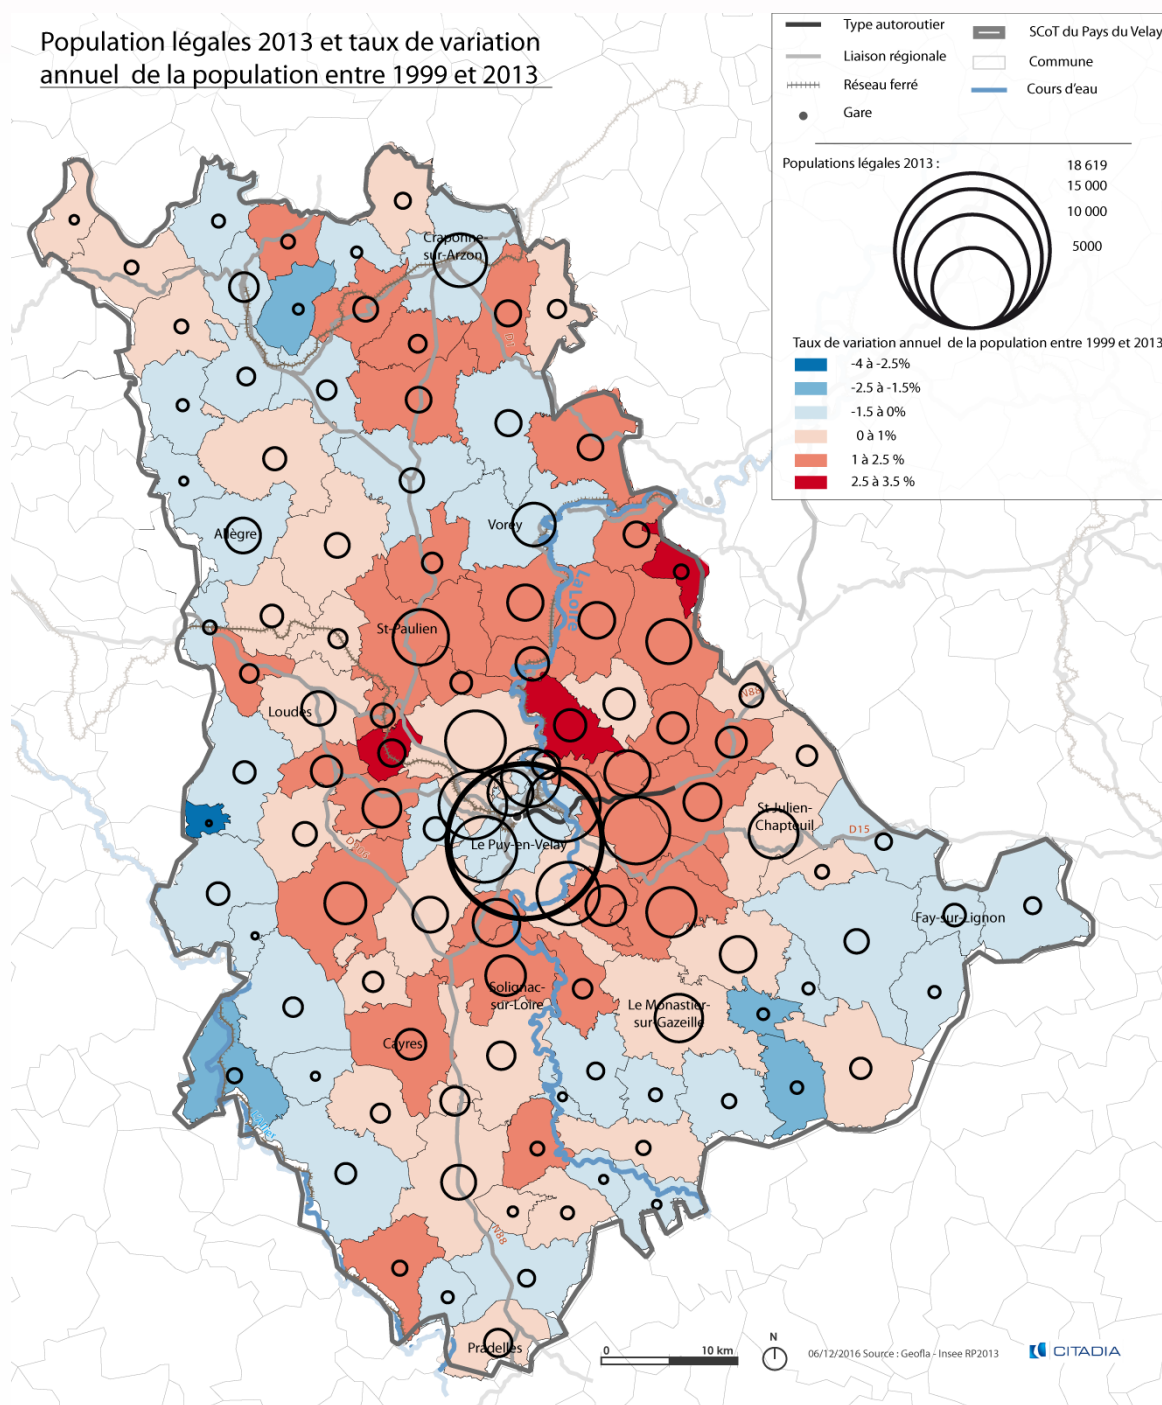 Population légales 2013 et taux de variation
annuel  de la population entre 1999 et 2013
Type autoroutier
SCoT du Pays du Velay
Liaison régionale
Commune
Réseau ferré
Cours d'eau
Gare
Populations légales 2013 :
18 619
15 000
10 000
5000
Taux de variation annuel  de la population entre 1999 et 2013
-4 à -2.5%
-2.5 à -1.5%
-1.5 à 0%
0 à 1%
1 à 2.5 %
2.5 à 3.5 %
Craponne-
sur-Arzon
Vorey
Allègre
La Loire
St-Paulien
N88
Loudes
St-Julien-
Chapteuil
D15
Le Puy-en-Velay
Fay-sur-Lignon
Solignac-
sur-Loire
Le Monastier-
sur-Gazeille
Cayres
N88
Pradelles
0
10 km
N
06/12/2016 Source : Geofla - Insee RP2013
CITADIA